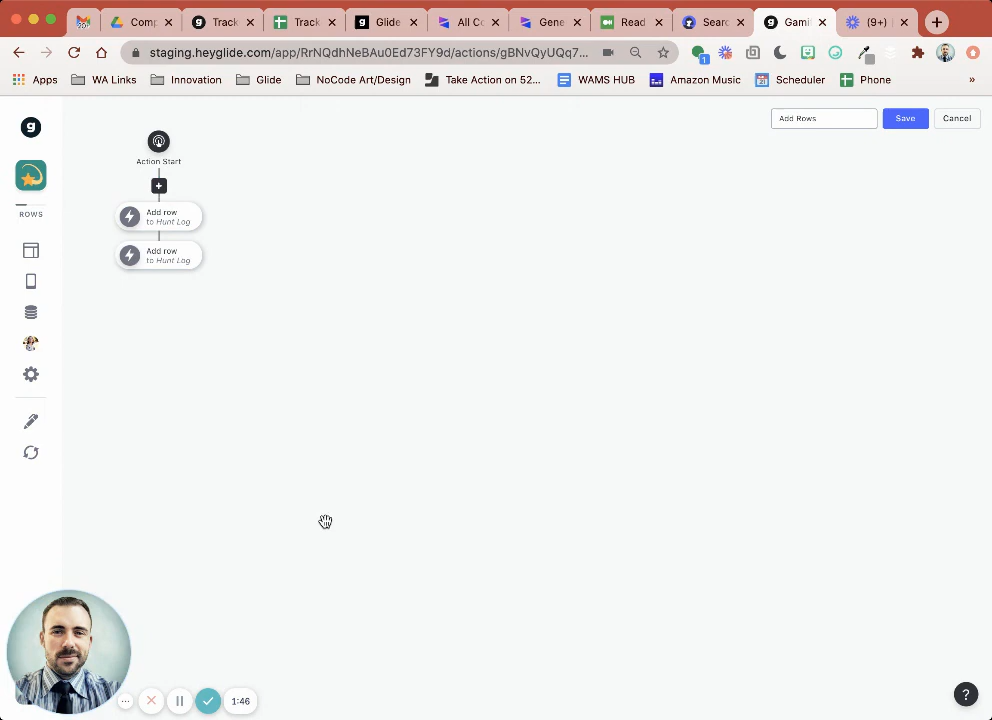 Comp
Track
Track
Glide
All Co
Gene
Read
Searc
Gami
(9+)
staging.heyglide.com/app/RrNQdhNeBAu0Ed73FY9d/actions/gBNvQyUQq7...
1
Apps
WA Links
Innovation
Glide
NoCode Art/Design
Take Action on 52...
WAMS HUB
Amazon Music
Scheduler
Phone
»
g
Add Rows
Save
Cancel
Action Start
ROWS
+
Add row
to Hunt Log
Add row
to Hunt Log
1:46
?